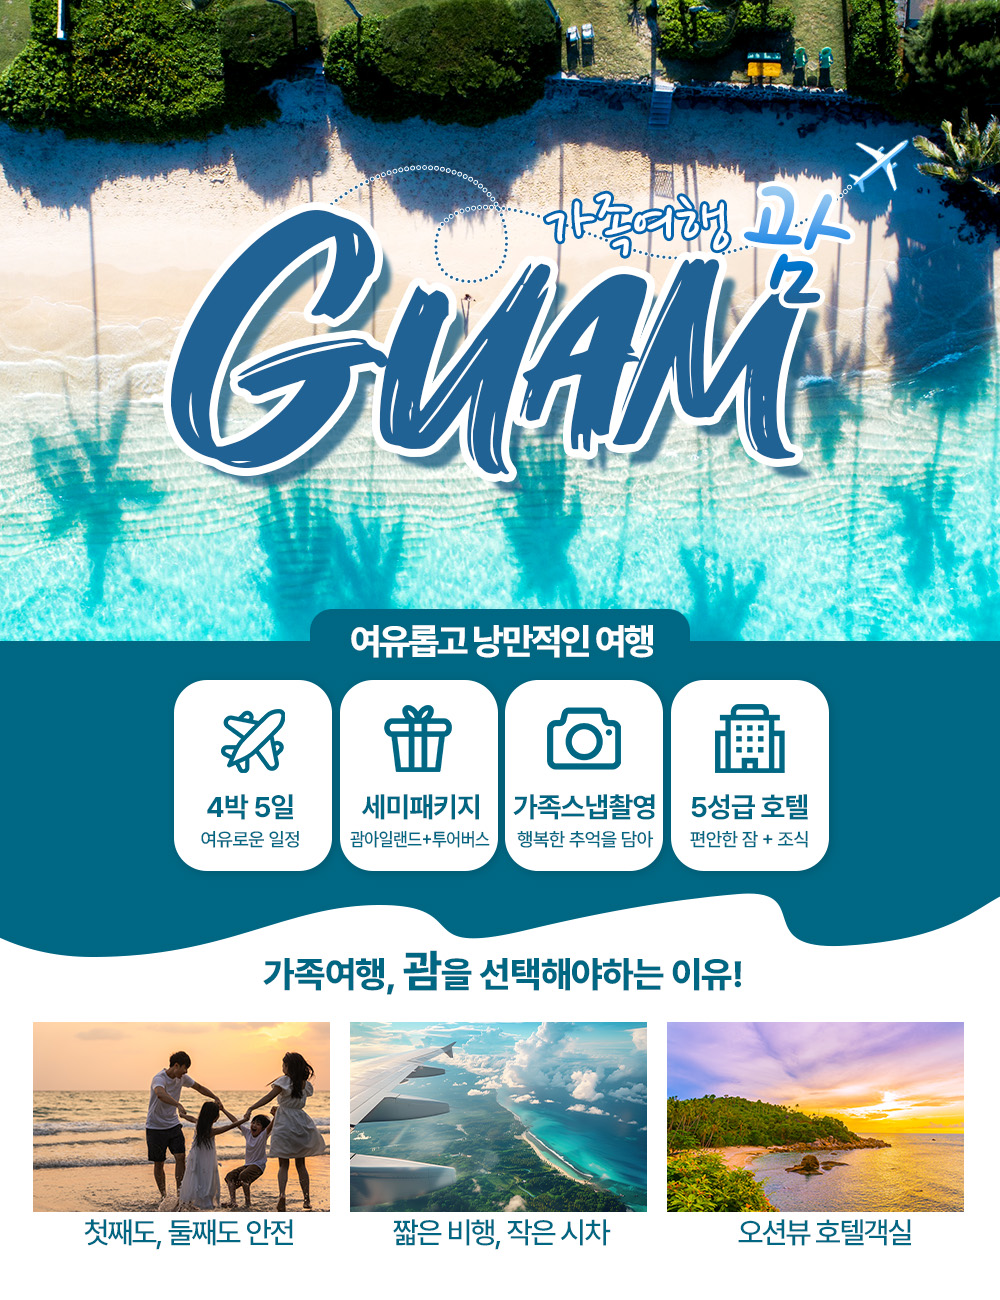 가족여행 괌
GUAM
여유롭고 낭만적인 여행
4박 5일
여유로운 일정
세미패키지
괌아일랜드+투어버스
가족스냅촬영
행복한 추억을 담아
5성급 호텔
편안한 잠 + 조식
가족여행, 괌을 선택해야하는 이유!
첫째도, 둘째도 안전
짧은 비행, 작은 시차
오션뷰 호텔객실